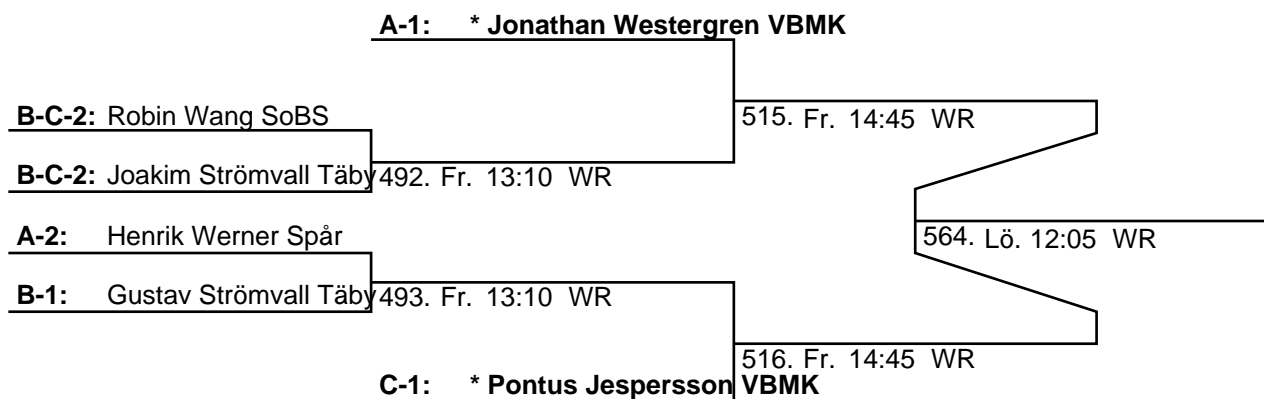 A-1: * Jonathan Westergren VBMK
515. Fr. 14:45 WR
B-C-2: Robin Wang SoBS
B-C-2: Joakim Strömvall Täby 492. Fr. 13:10 WR
A-2: Henrik Werner Spår
564. Lö. 12:05 WR
B-1: Gustav Strömvall Täby 493. Fr. 13:10 WR
516. Fr. 14:45 WR
C-1: * Pontus Jespersson VBMK